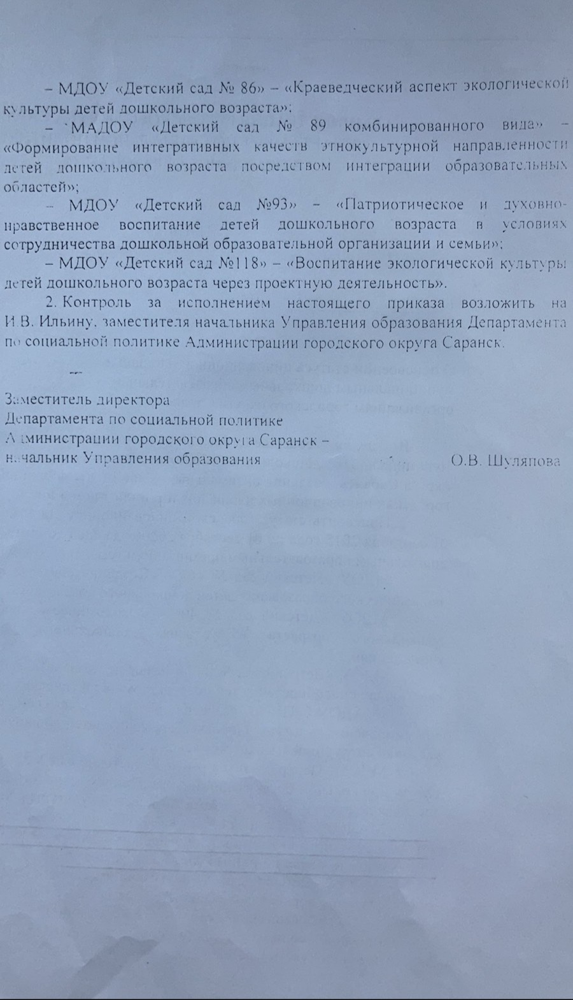 – МДОУ «Детский сад № 86» – «Краеведческий аспект экологической
культуры детей дошкольного возраста»;
– МАДОУ «Детский сад № 89 комбинированного вида» –
«Формирование интегративных качеств этнокультурной направленности
детей дошкольного возраста посредством интеграции образовательных
областей»;
– МДОУ «Детский сад №93» – «Патриотическое и духовно-
нравственное воспитание детей дошкольного возраста в условиях
сотрудничества дошкольной образовательной организации и семьи»;
– МДОУ «Детский сад №118» – «Воспитание экологической культуры
детей дошкольного возраста через проектную деятельность».
2. Контроль за исполнением настоящего приказа возложить на
И.В. Ильину, заместителя начальника Управления образования Департамента
по социальной политике Администрации городского округа Саранск.
Заместитель директора
Департамента по социальной политике
Администрации городского округа Саранск –
начальник Управления образования О.В. Шуляпова